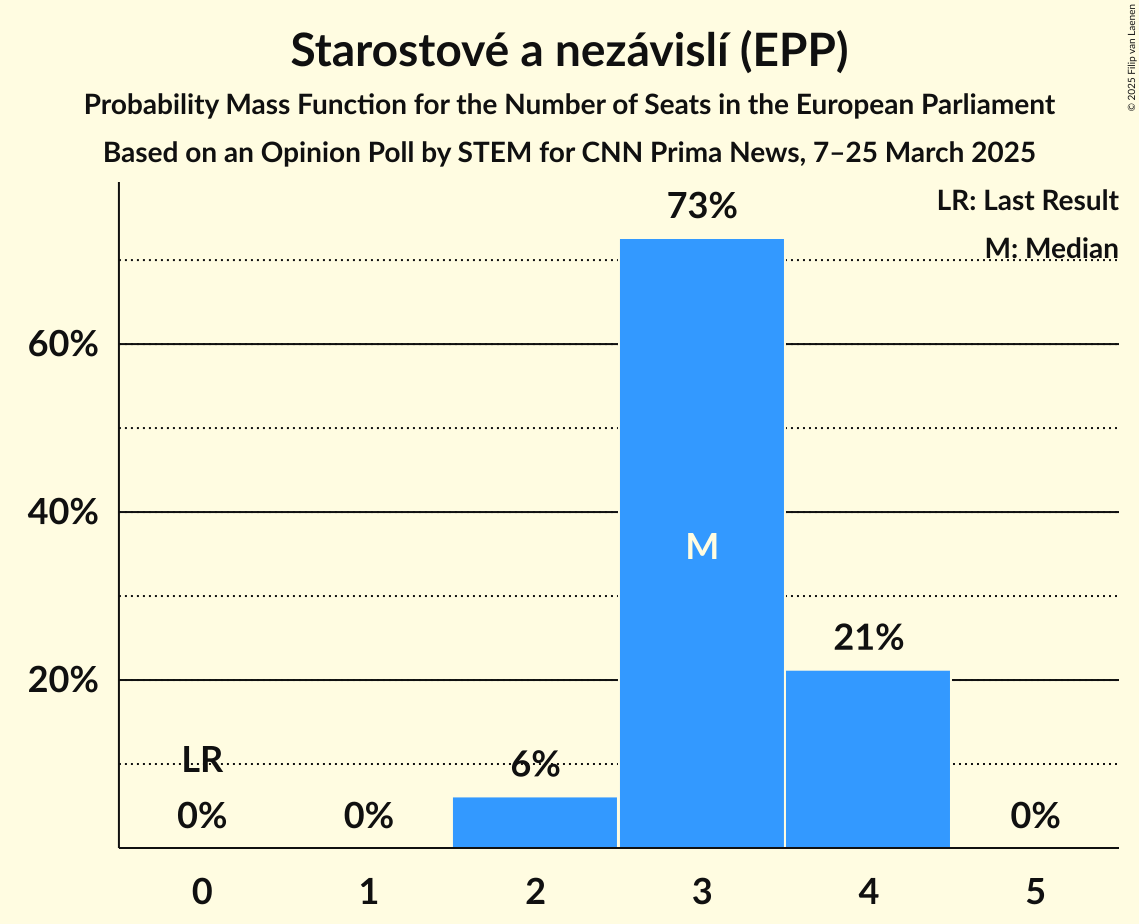 Starostové a nezávislí (EPP)
Probability Mass Function for the Number of Seats in the European Parliament
Based on an Opinion Poll by STEM for CNN Prima News, 7–25 March 2025
© 2025 Filip van Laenen
LR: Last Result
M: Median
73%
60%
40%
M
21%
20%
LR
6%
0%
0%
0%
0
1
2
3
4
5